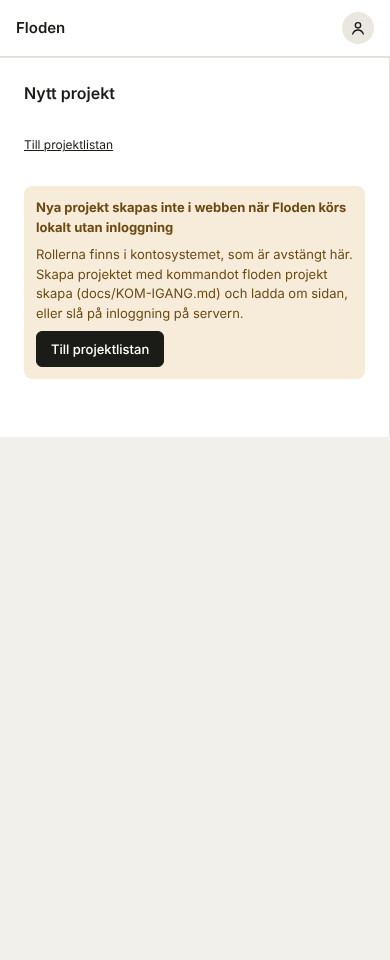 Floden
Nytt projekt
Till projektlistan
Nya projekt skapas inte i webben när Floden körs
lokalt utan inloggning
Rollerna finns i kontosystemet, som är avstängt här.
Skapa projektet med kommandot floden projekt
skapa (docs/KOM-IGANG.md) och ladda om sidan,
eller slå på inloggning på servern.
Till projektlistan